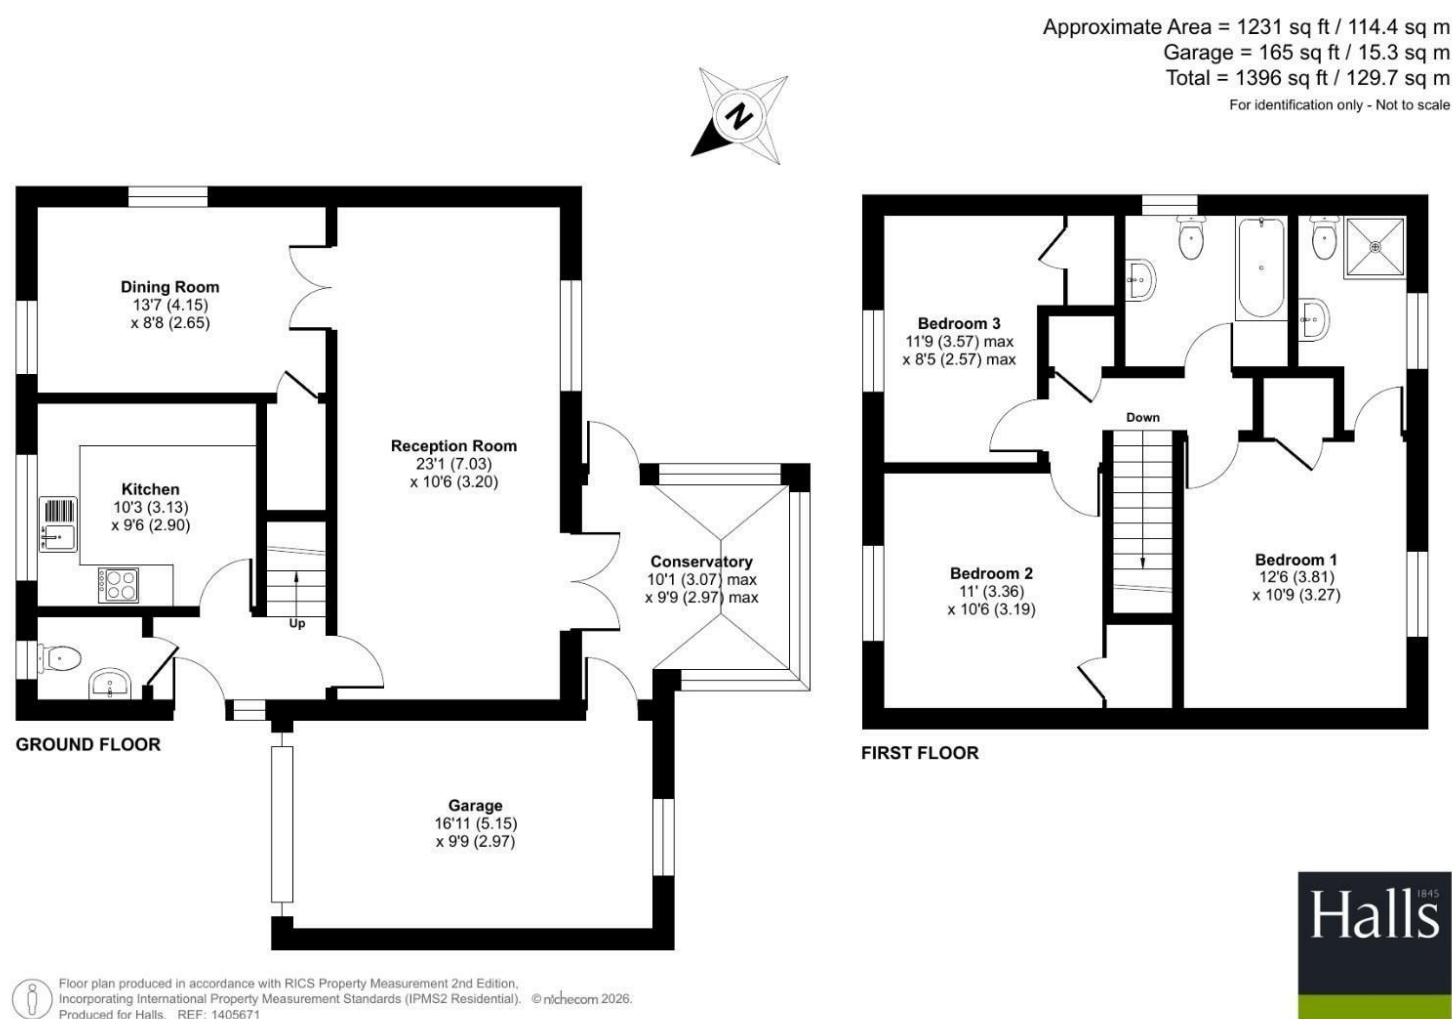 Approximate Area = 1231 sq ft / 114.4 sq m
Garage = 165 sq ft / 15.3 sq m
Total = 1396 sq ft / 129.7 sq m
For identification only - Not to scale
N
Dining Room
13'7 (4.15)
x 8'8 (2.65)
Reception Room
23'1 (7.03)
x 10'6 (3.20)
Kitchen
10'3 (3.13)
x 9'6 (2.90)
Conservatory
10'1 (3.07) max
x 9'9 (2.97) max
Up
GROUND FLOOR
Garage
16'11 (5.15)
x 9'9 (2.97)
Bedroom 3
11'9 (3.57) max
x 8'5 (2.57) max
Down
Bedroom 2
11' (3.36)
x 10'6 (3.19)
Bedroom 1
12'6 (3.81)
x 10'9 (3.27)
FIRST FLOOR
1845
Halls
Floor plan produced in accordance with RICS Property Measurement 2nd Edition,
Incorporating International Property Measurement Standards (IPMS2 Residential). © nichecom 2026.
Produced for Halls. REF: 1405671